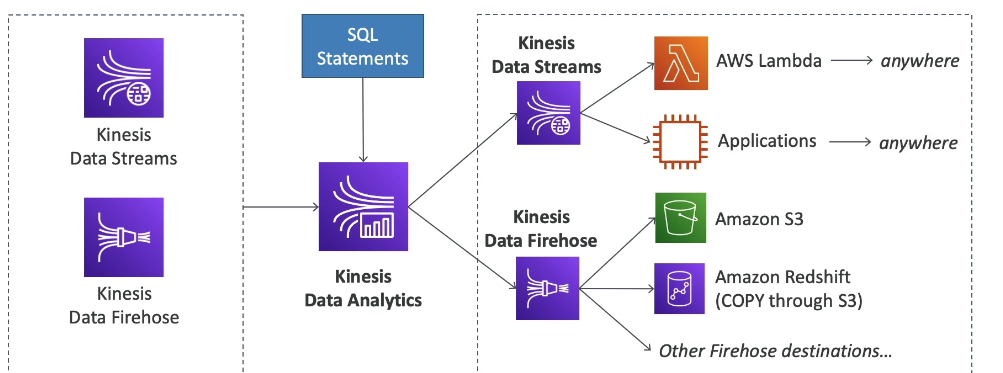 Kinesis
Data Streams
Kinesis
Data Firehose
SQL
Statements
Kinesis
Data Analytics
Kinesis
Data Streams
AWS Lambda
anywhere
Applications
anywhere
Kinesis
Data Firehose
Amazon S3
Amazon Redshift
(COPY through S3)
Other Firehose destinations...